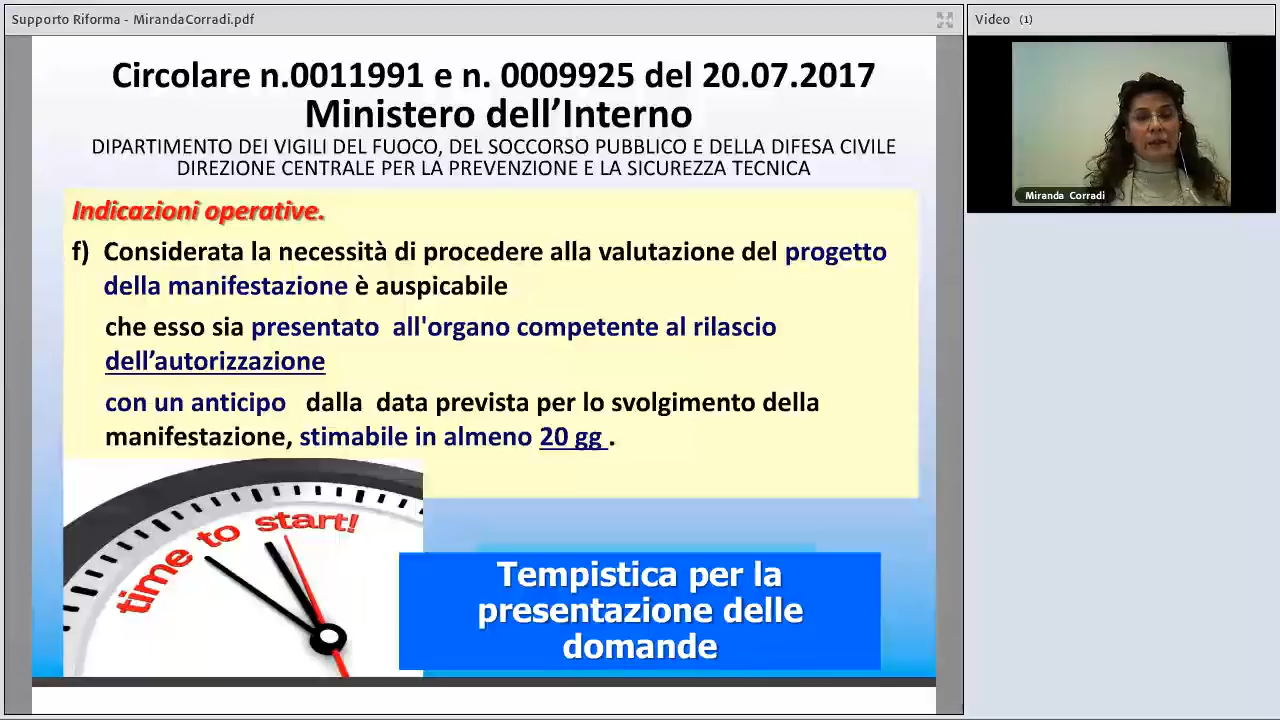 Supporto Riforma - MirandaCorradi.pdf
Video (1)
Circolare n.0011991 e n. 0009925 del 20.07.2017
Ministero dell’Interno
DIPARTIMENTO DEI VIGILI DEL FUOCO, DEL SOCCORSO PUBBLICO E DELLA DIFESA CIVILE
DIREZIONE CENTRALE PER LA PREVENZIONE E LA SICUREZZA TECNICA
Indicazioni operative.
f) Considerata la necessità di procedere alla valutazione del progetto
della manifestazione è auspicabile
che esso sia presentato all'organo competente al rilascio
dell’autorizzazione
con un anticipo dalla data prevista per lo svolgimento della
manifestazione, stimabile in almeno 20 gg .
time to start!
Tempistica per la
presentazione delle
domande
Miranda Corradi